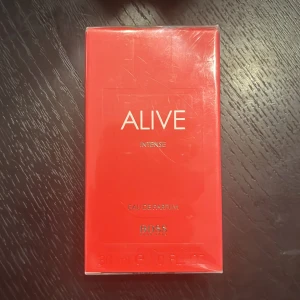 ALIVE
INTENSE
EAU DE PARFUM
BOSS